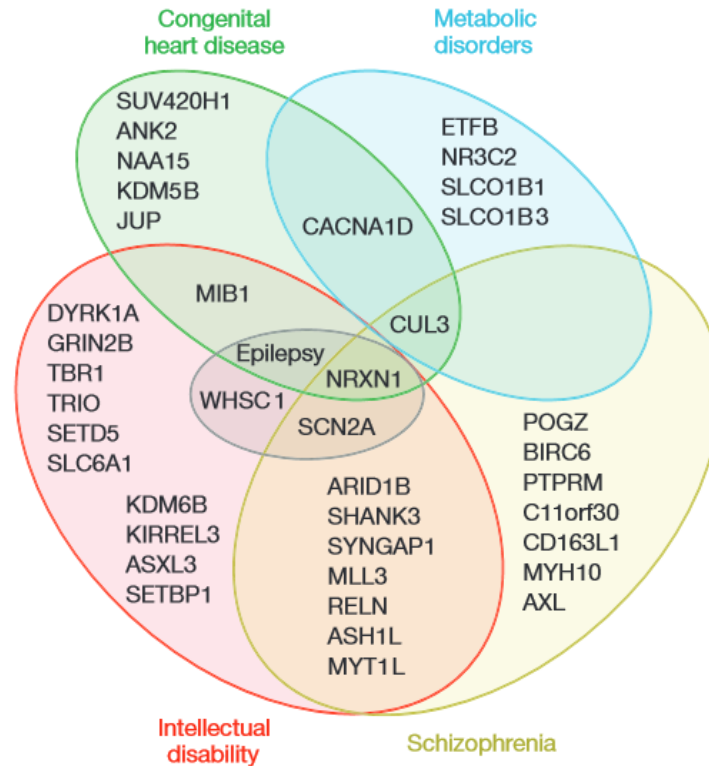 Congenital
heart disease
Metabolic
disorders
SUV420H1
ANK2
NAA15
KDM5B
JUP
ETFB
NR3C2
SLCO1B1
SLCO1B3
CACNA1D
MIB1
CUL3
DYRK1A
GRIN2B
TBR1
TRIO
SETD5
SLC6A1
Epilepsy
NRXN1
WHSC1
SCN2A
KDM6B
KIRREL3
ASXL3
SETBP1
ARID1B
SHANK3
SYNGAP1
MLL3
RELN
ASH1L
MYT1L
POGZ
BIRC6
PTPRM
C11orf30
CD163L1
MYH10
AXL
Intellectual
disability
Schizophrenia